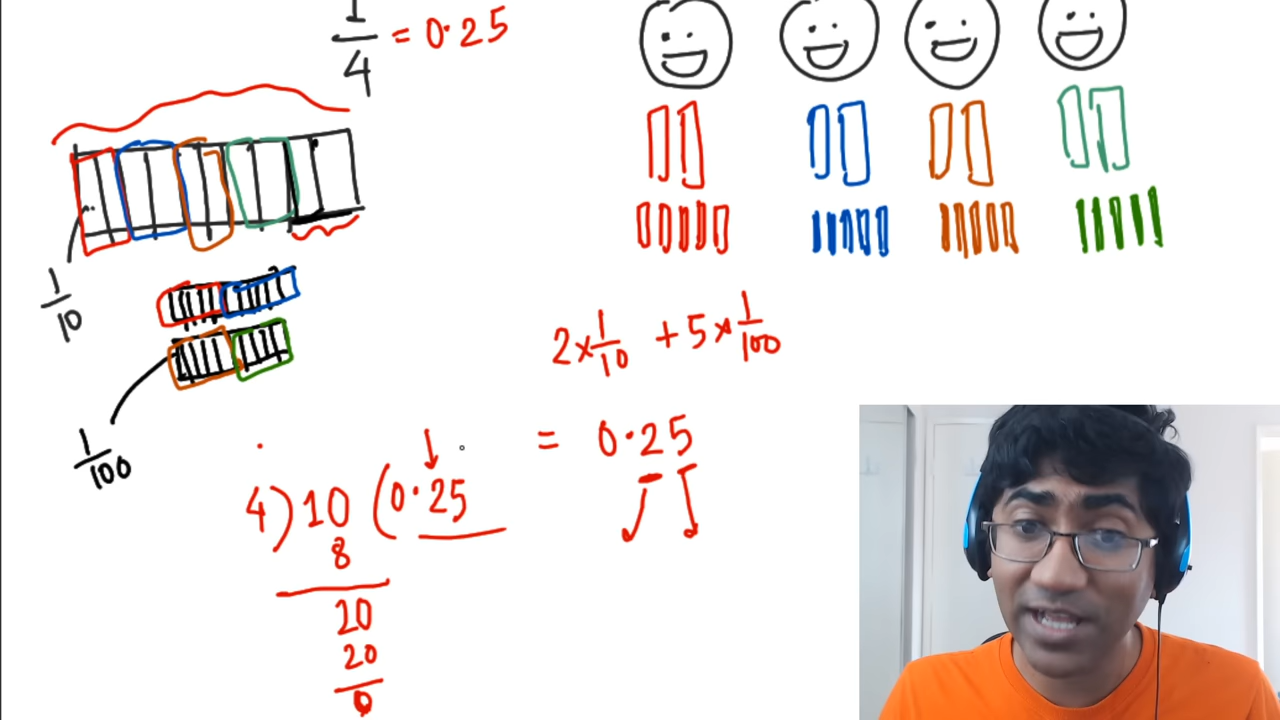 1/4 = 0.25
1/10
2×1/10 + 5×1/100
= 0.25
1/100
4) 10 (0.25
8
20
20
0